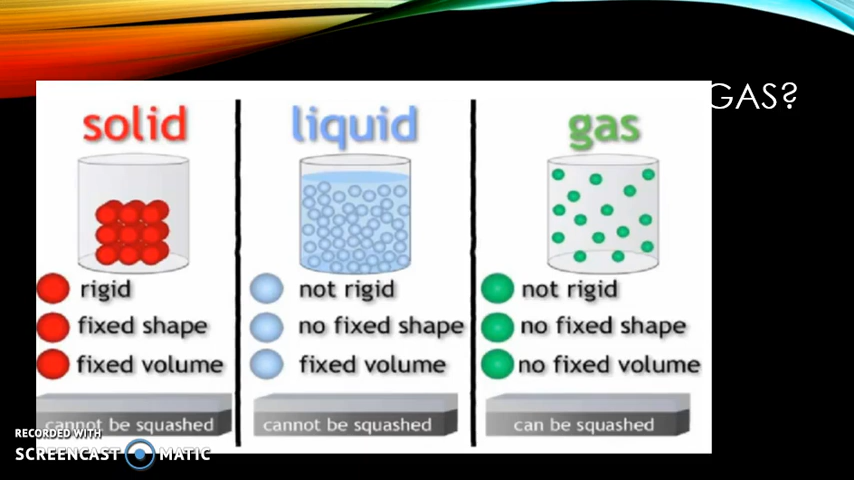 GAS?
solid
rigid
fixed shape
fixed volume
cannot be squashed
liquid
not rigid
no fixed shape
fixed volume
cannot be squashed
gas
not rigid
no fixed shape
no fixed volume
can be squashed
RECORDED WITH
SCREENCAST MATIC